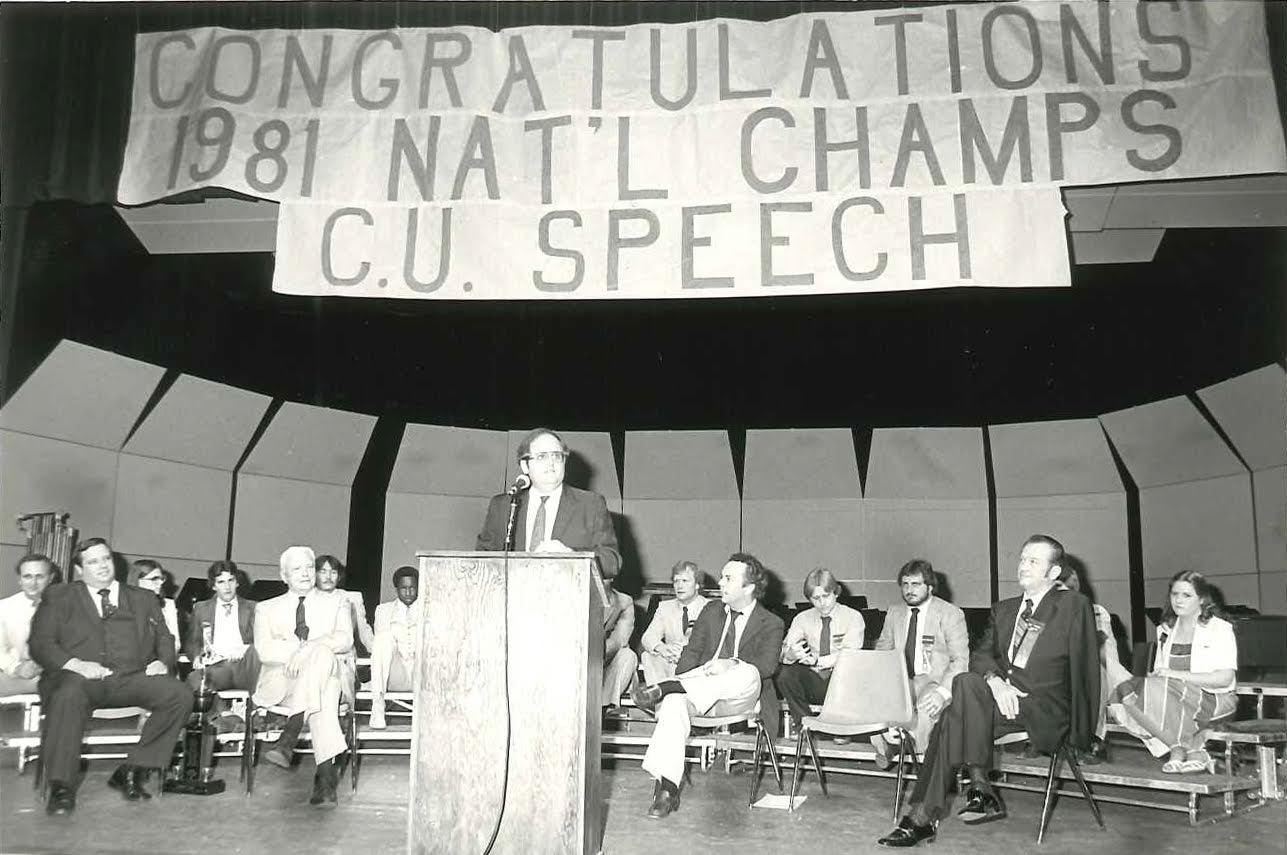 CONGRATULATIONS
1981 NAT'L CHAMPS
C.U. SPEECH